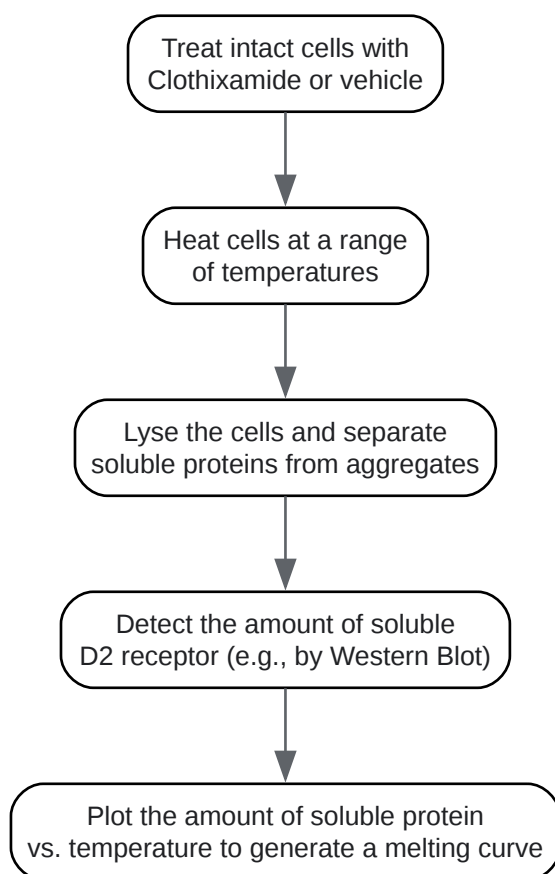 Treat intact cells with
Clothixamide or vehicle
Heat cells at a range
of temperatures
Lyse the cells and separate
soluble proteins from aggregates
Detect the amount of soluble
D2 receptor (e.g., by Western Blot)
Plot the amount of soluble protein
vs. temperature to generate a melting curve